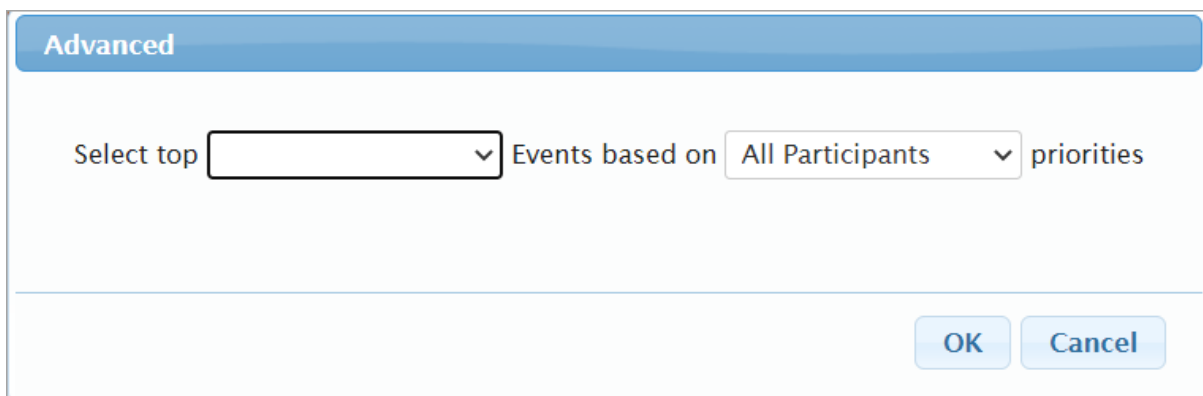 Advanced
Select top Events based on All Participants priorities
OK Cancel